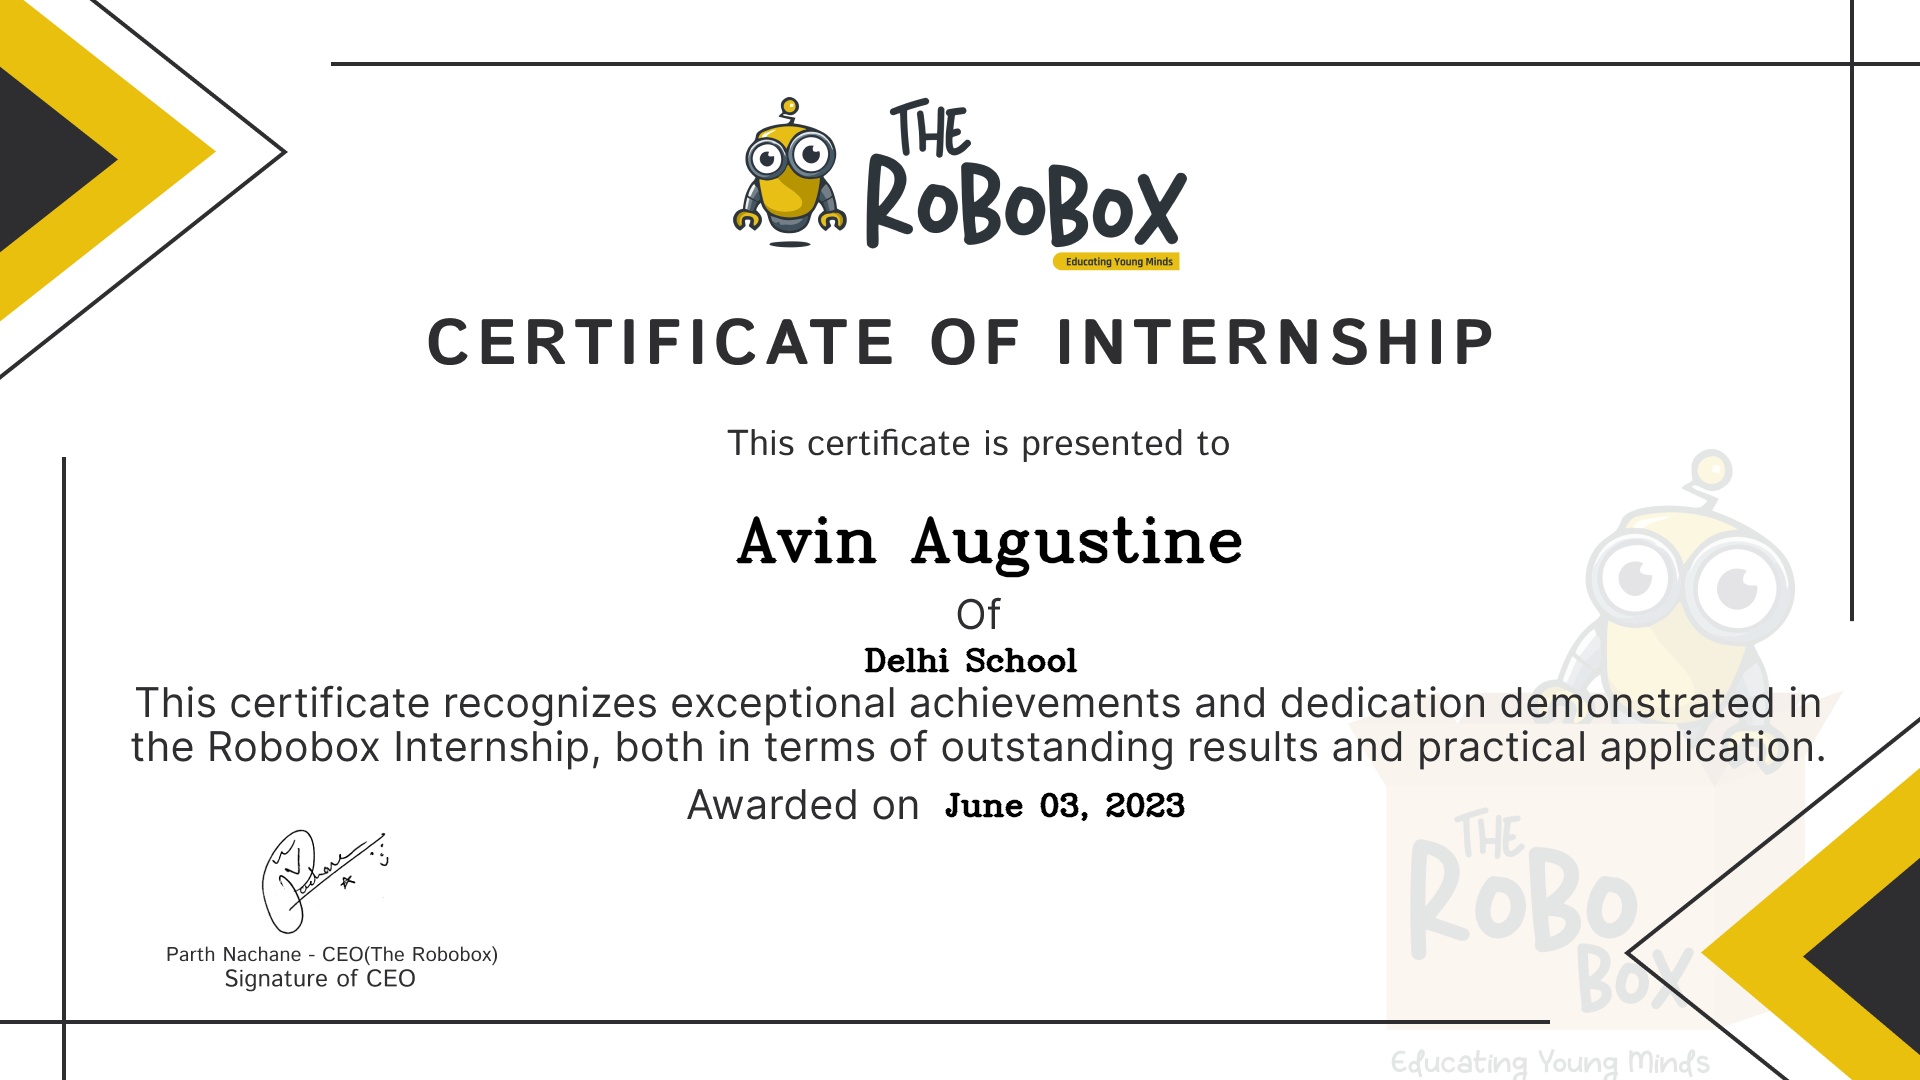 THE
ROBOBOX
Educating Young Minds
CERTIFICATE OF INTERNSHIP
This certificate is presented to
Avin Augustine
Of
Delhi School
This certificate recognizes exceptional achievements and dedication demonstrated in
the Robobox Internship, both in terms of outstanding results and practical application.
Awarded on June 03, 2023
Parth Nachane - CEO(The Robobox)
Signature of CEO
THE
ROBO
BOX
Educating Young Minds